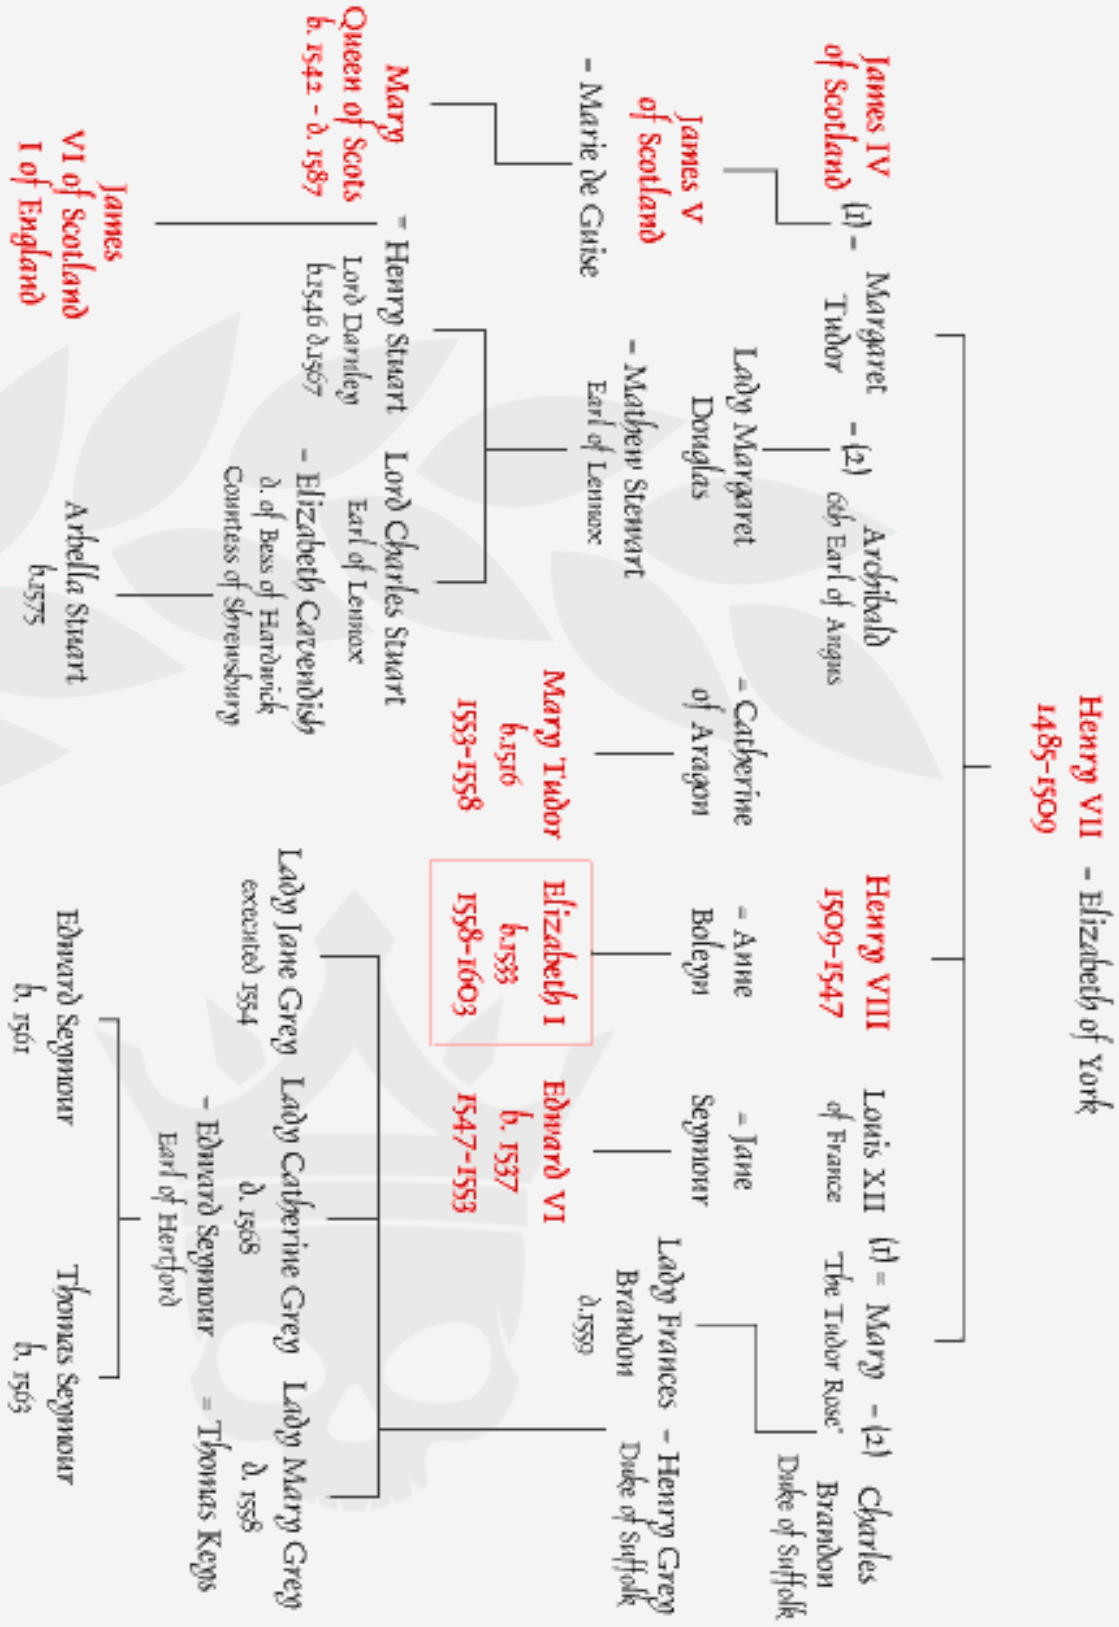 Henry VII = Elizabeth of York
1485-1509
James IV
of Scotland
(1) =
Margaret
Tudor
= (2)
Archibald
6th Earl of Angus
Henry VIII
1509-1547
Louis XII
of France
(1) =
Mary
'The Tudor Rose'
= (2)
Charles
Brandon
Duke of Suffolk
James V
of Scotland
= Marie de Guise
Lady Margaret
Douglas
= Mathew Stewart
Earl of Lennox
= Catherine
of Aragon
= Anne
Boleyn
= Jane
Seymour
Lady Frances
Brandon
d.1559
= Henry Grey
Duke of Suffolk
Mary Tudor
b.1516
1553-1558
Elizabeth I
b.1533
1558-1603
Edward VI
b. 1537
1547-1553
Mary
Queen of Scots
b. 1542 - d. 1587
= Henry Stuart
Lord Darnley
b.1546 d.1567
Lord Charles Stuart
Earl of Lennox
= Elizabeth Cavendish
d. of Bess of Hardwick
Countess of Shrewsbury
Lady Jane Grey
executed 1554
Lady Catherine Grey
d. 1568
= Edward Seymour
Earl of Hertford
Lady Mary Grey
d. 1558
= Thomas Keys
James
VI of Scotland
I of England
Arbella Stuart
b.1575
Edward Seymour
b. 1561
Thomas Seymour
b. 1563